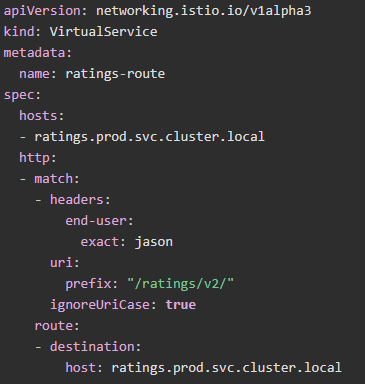 apiVersion: networking.istio.io/v1alpha3
kind: VirtualService
metadata:
  name: ratings-route
spec:
  hosts:
  - ratings.prod.svc.cluster.local
  http:
  - match:
    - headers:
        end-user:
          exact: jason
      uri:
        prefix: "/ratings/v2/"
      ignoreUriCase: true
    route:
    - destination:
        host: ratings.prod.svc.cluster.local